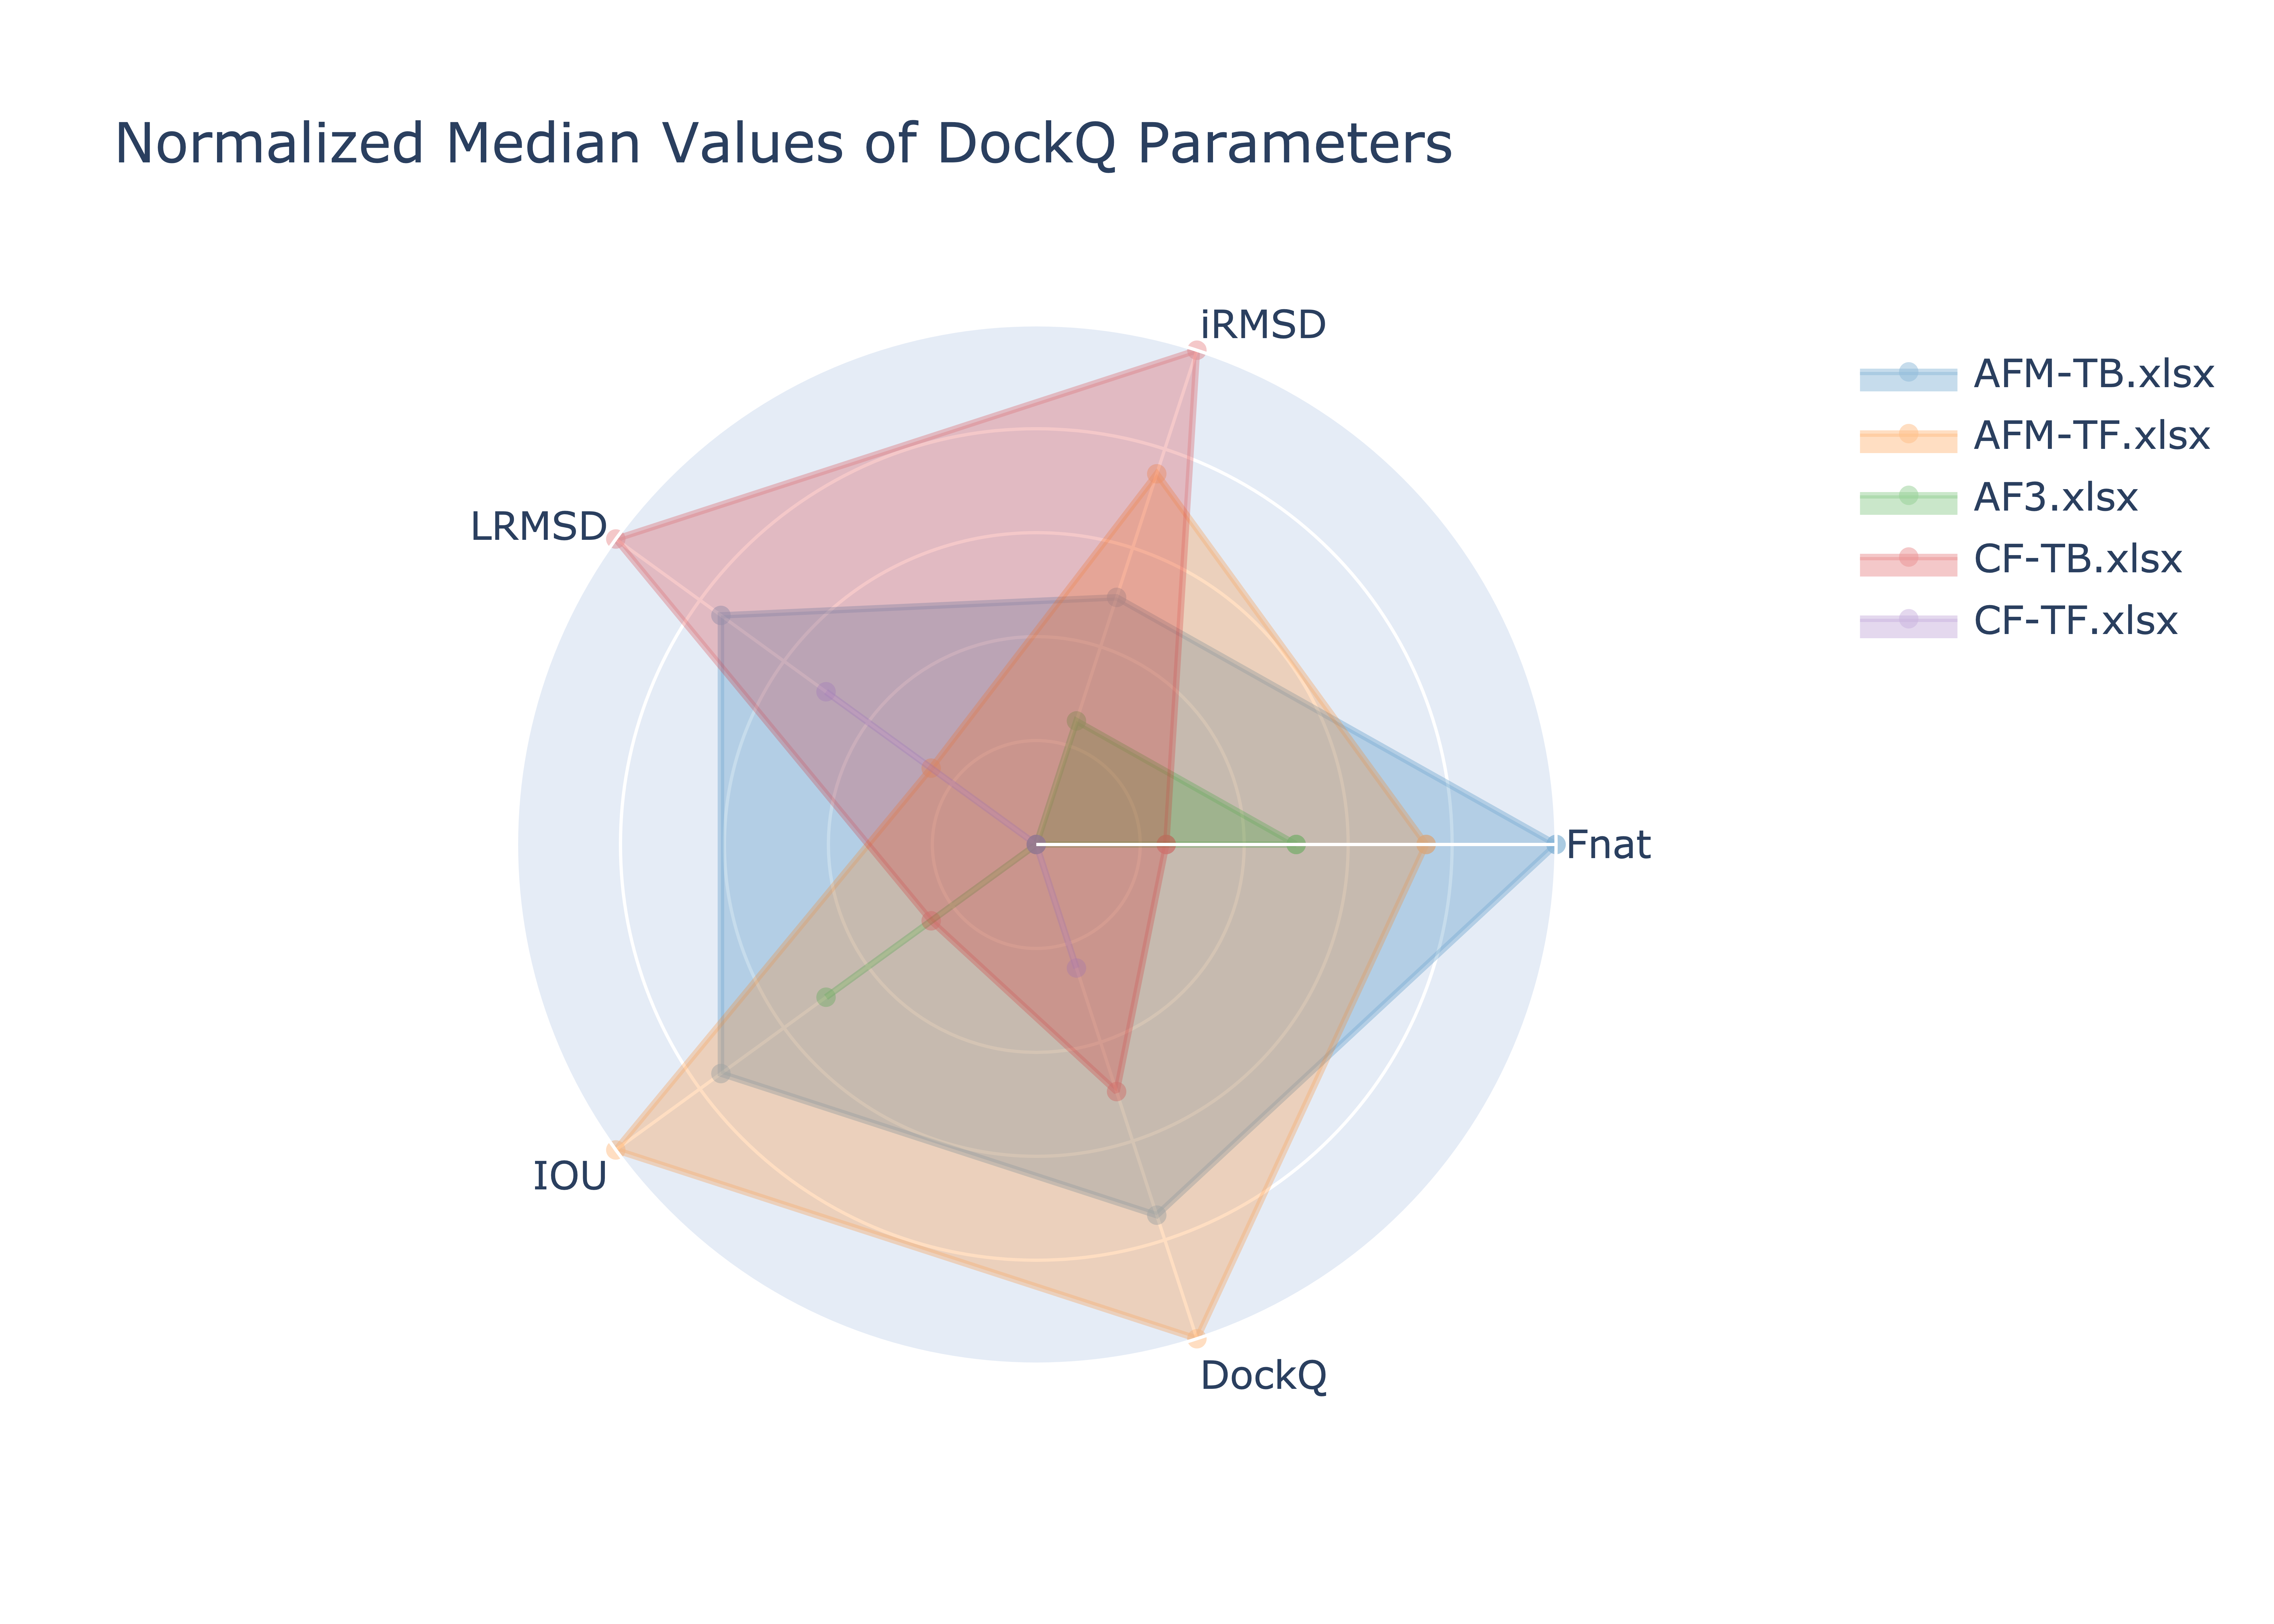 Normalized Median Values of DockQ Parameters
iRMSD
AFM-TB.xlsx
AFM-TF.xlsx
AF3.xlsx
CF-TB.xlsx
CF-TF.xlsx
LRMSD
Fnat
IOU
DockQ